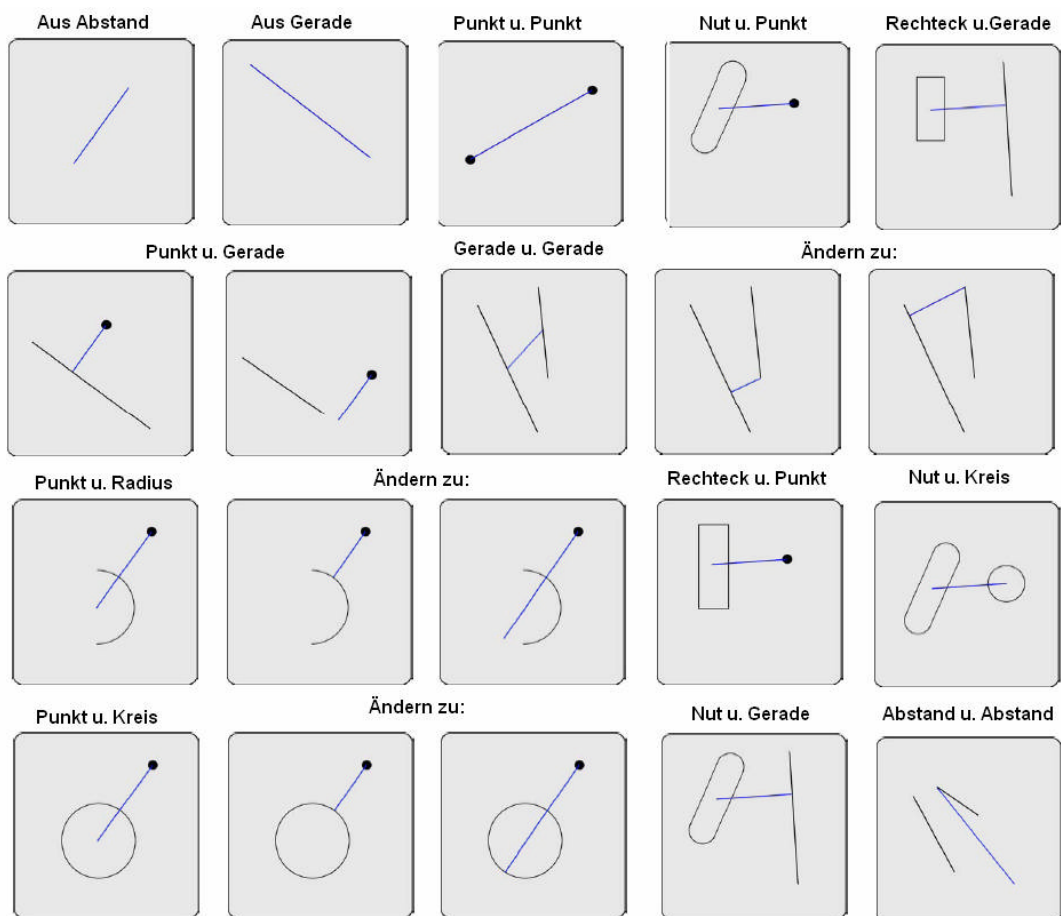 Aus Abstand
Aus Gerade
Punkt u. Punkt
Nut u. Punkt
Rechteck u.Gerade
Punkt u. Gerade
Gerade u. Gerade
Ändern zu:
Punkt u. Radius
Ändern zu:
Rechteck u. Punkt
Nut u. Kreis
Punkt u. Kreis
Ändern zu:
Nut u. Gerade
Abstand u. Abstand